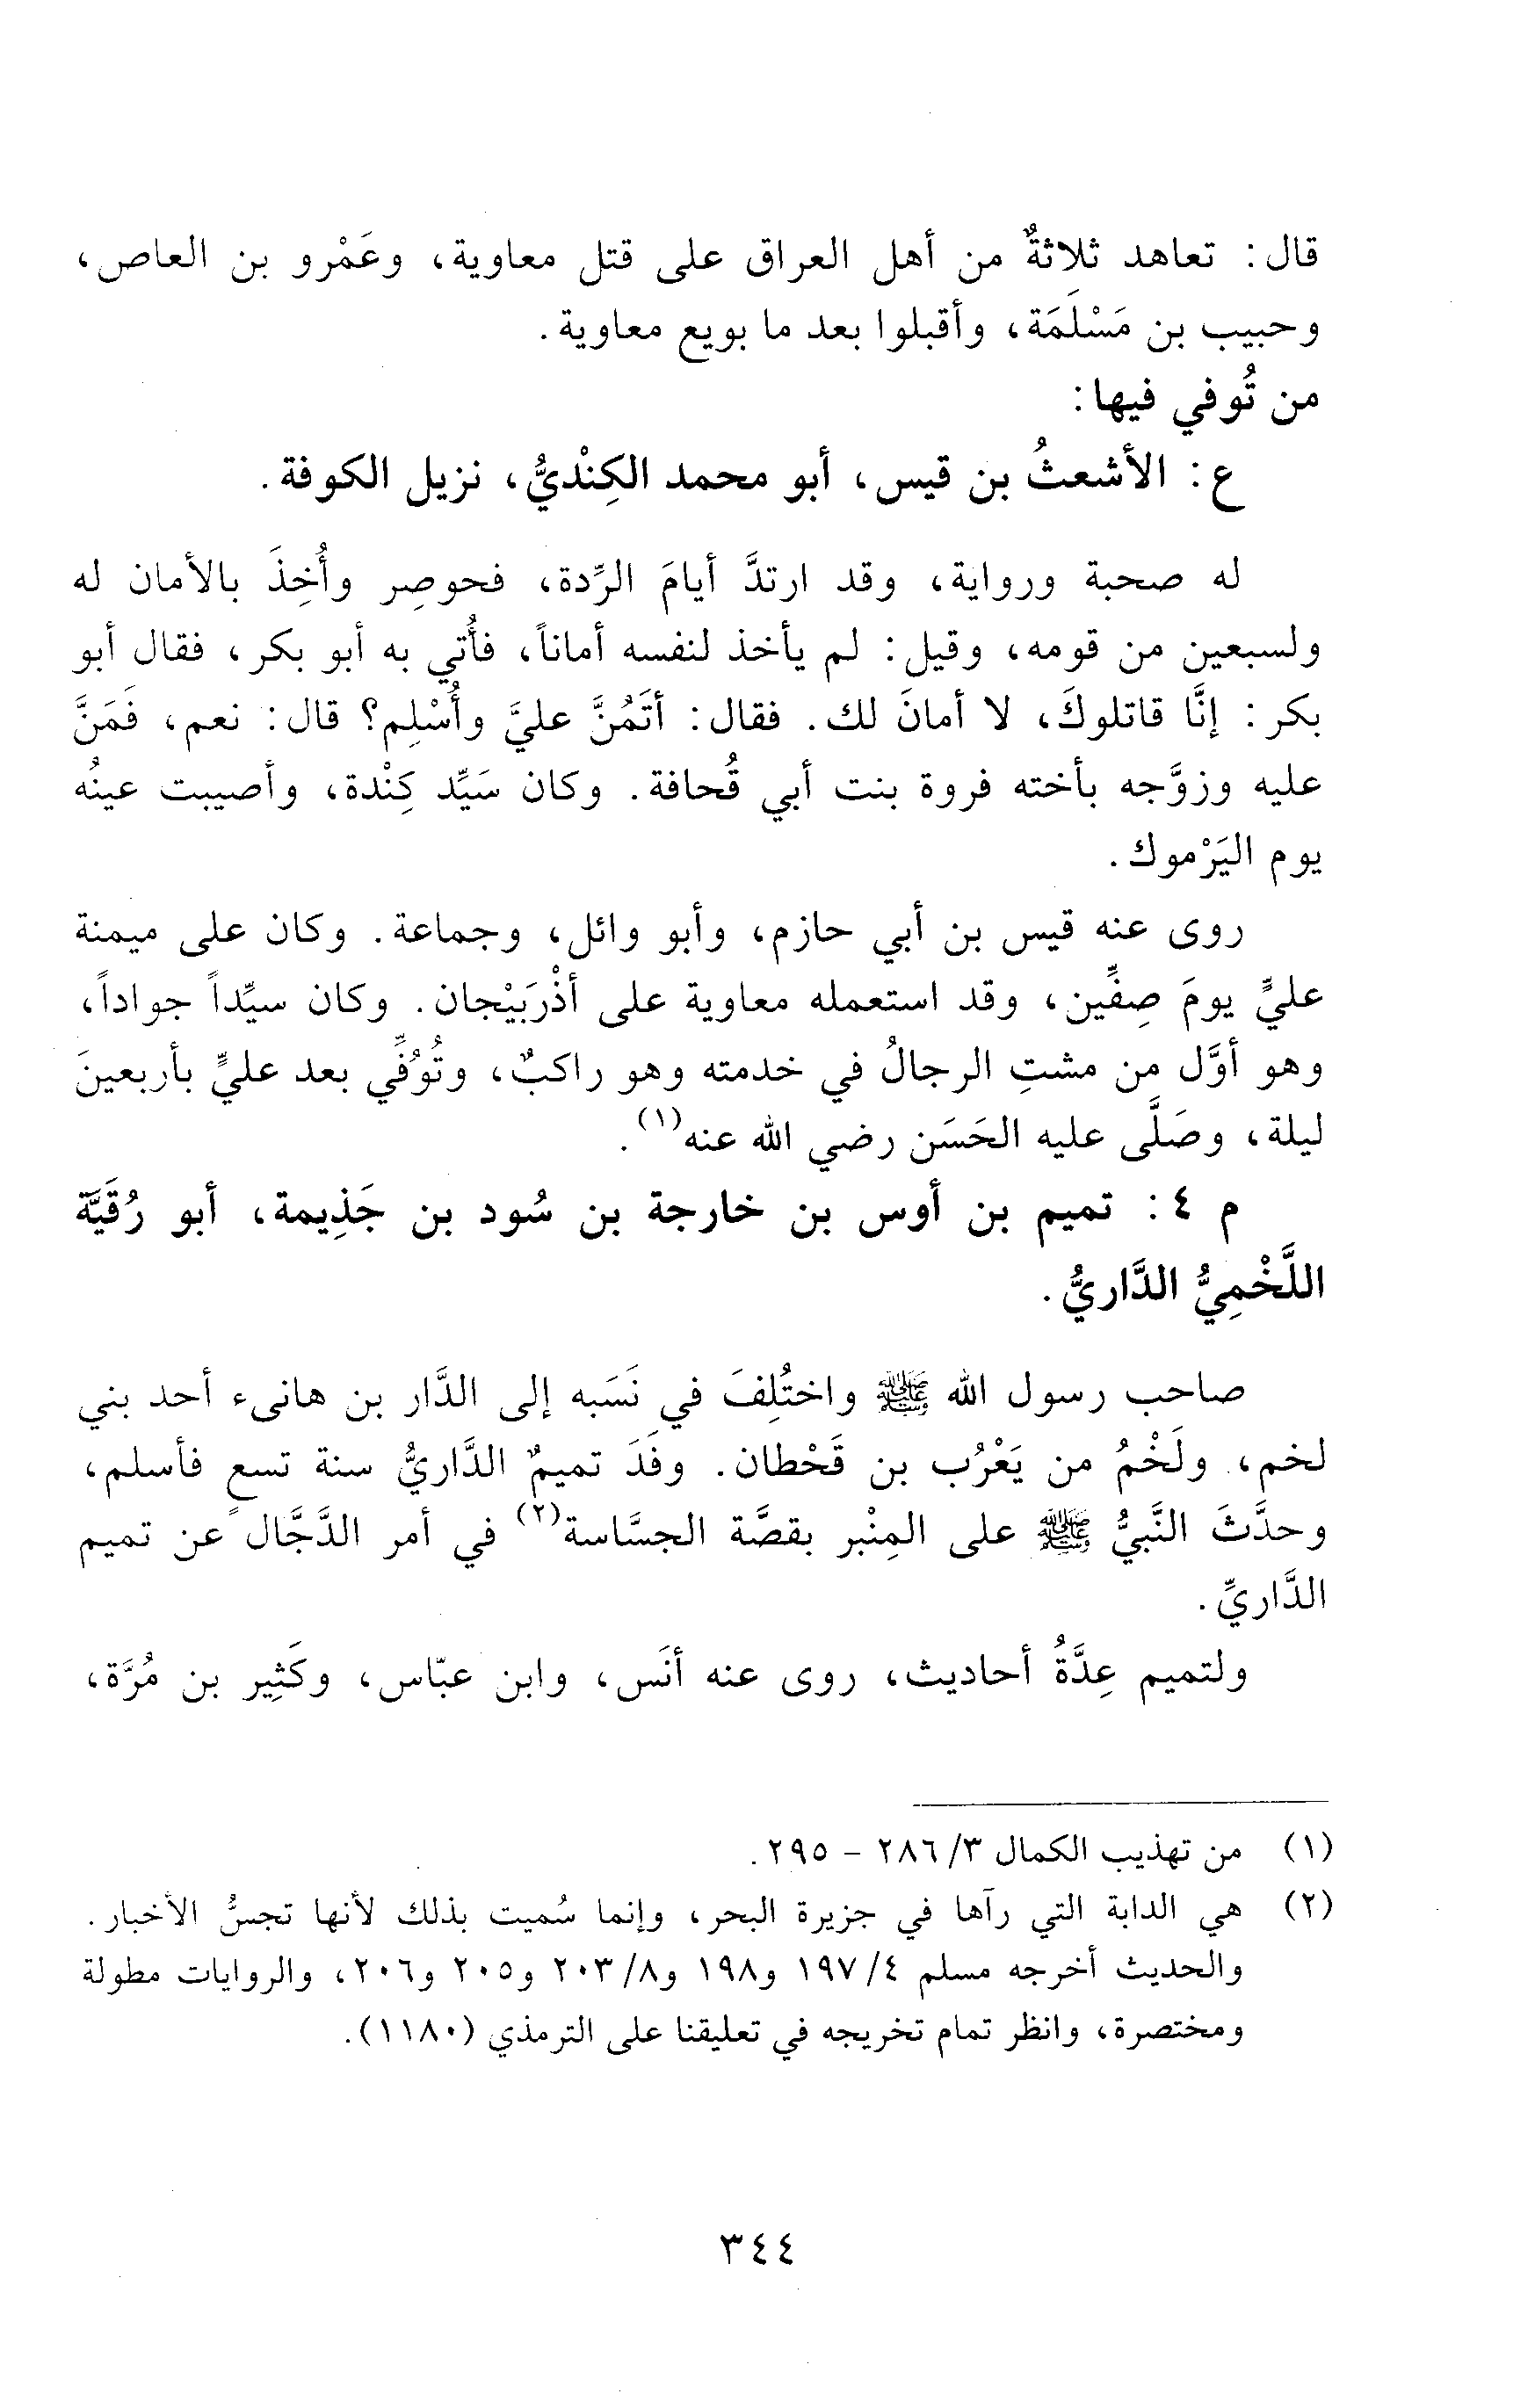 قال: تعاهد ثلاثةٌ من أهل العراق على قتل معاوية، وعَمْرو بن العاص،
وحبيب بن مَسْلَمَة، وأقبلوا بعد ما بويع معاوية.
من تُوفي فيها:
ع: الأشعثُ بن قيس، أبو محمد الكِنْديُّ، نزيل الكوفة.
له صحبة ورواية، وقد ارتدَّ أيامَ الرِّدة، فحوصِر وأُخِذَ بالأمان له
ولسبعين من قومه، وقيل: لم يأخذ لنفسه أماناً، فأُتي به أبو بكر، فقال أبو
بكر: إنَّا قاتلوكَ، لا أمانَ لك. فقال: أتَمُنَّ عليَّ وأُسْلِم؟ قال: نعم، فَمَنَّ
عليه وزوَّجه بأخته فروة بنت أبي قُحافة. وكان سَيِّد كِنْدة، وأصيبت عينُه
يوم اليَرْموك.
روى عنه قيس بن أبي حازم، وأبو وائل، وجماعة. وكان على ميمنة
عليٍّ يومَ صِفِّين، وقد استعمله معاوية على أذْرَبَيْجان. وكان سيِّداً جواداً،
وهو أوَّل من مشتِ الرجالُ في خدمته وهو راكبٌ، وتُوُفِّي بعد عليٍّ بأربعينَ
ليلة، وصَلَّى عليه الحَسَن رضي الله عنه(١).
م ٤: تميم بن أوس بن خارجة بن سُود بن جَذِيمة، أبو رُقَيَّة
اللَّخْمِيُّ الدَّاريُّ.
صاحب رسول الله ﷺ واختُلِفَ في نَسَبه إلى الدَّار بن هانىء أحد بني
لخم، ولَخْمُ من يَعْرُب بن قَحْطان. وفَدَ تميمٌ الدَّاريُّ سنة تسعٍ فأسلم،
وحدَّثَ النَّبيُّ ﷺ على المِنْبر بقصَّة الجسَّاسة(٢) في أمر الدَّجَّال عن تميم
الدَّاريِّ.
ولتميم عِدَّةُ أحاديث، روى عنه أنَس، وابن عبّاس، وكَثِير بن مُرَّة،
(١) من تهذيب الكمال ٣/ ٢٨٦ – ٢٩٥.
(٢) هي الدابة التي رآها في جزيرة البحر، وإنما سُميت بذلك لأنها تجسُّ الأخبار.
والحديث أخرجه مسلم ٤/ ١٩٧ و١٩٨ و٨/ ٢٠٣ و٢٠٥ و٢٠٦، والروايات مطولة
ومختصرة، وانظر تمام تخريجه في تعليقنا على الترمذي (١١٨٠).
٣٤٤